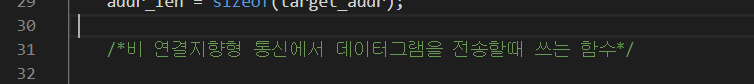 29 addr_len = sizeof(target_addr);
30
31 /*비 연결지향형 통신에서 데이터그램을 전송할때 쓰는 함수*/
32